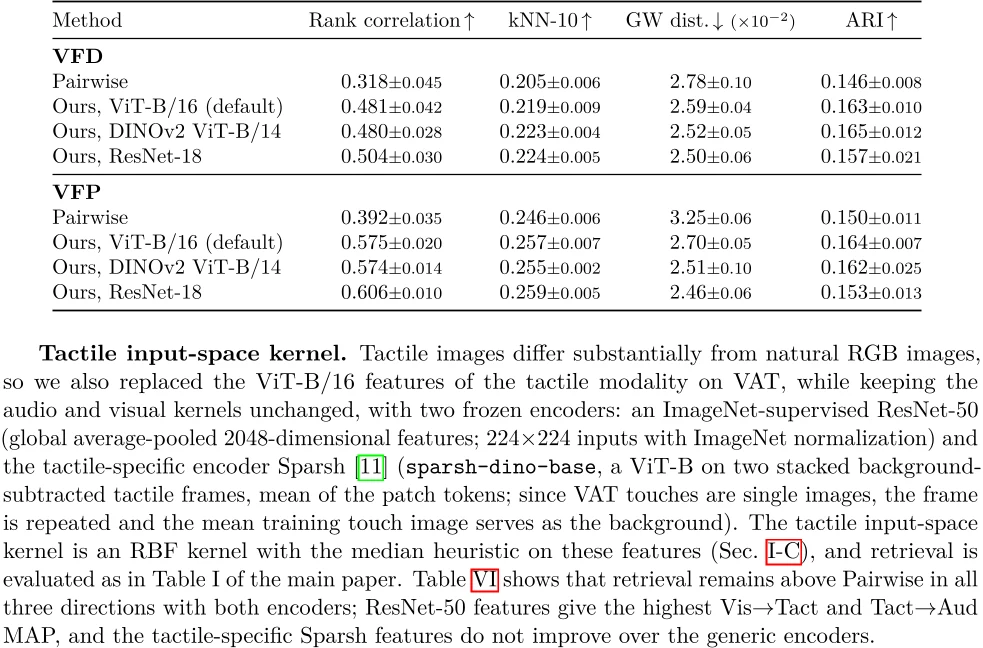 Method Rank correlation↑ kNN-10↑ GW dist.↓ (×10⁻²) ARI↑
VFD
Pairwise 0.318±0.045 0.205±0.006 2.78±0.10 0.146±0.008
Ours, ViT-B/16 (default) 0.481±0.042 0.219±0.009 2.59±0.04 0.163±0.010
Ours, DINOv2 ViT-B/14 0.480±0.028 0.223±0.004 2.52±0.05 0.165±0.012
Ours, ResNet-18 0.504±0.030 0.224±0.005 2.50±0.06 0.157±0.021
VFP
Pairwise 0.392±0.035 0.246±0.006 3.25±0.06 0.150±0.011
Ours, ViT-B/16 (default) 0.575±0.020 0.257±0.007 2.70±0.05 0.164±0.007
Ours, DINOv2 ViT-B/14 0.574±0.014 0.255±0.002 2.51±0.10 0.162±0.025
Ours, ResNet-18 0.606±0.010 0.259±0.005 2.46±0.06 0.153±0.013
Tactile input-space kernel. Tactile images differ substantially from natural RGB images,
so we also replaced the ViT-B/16 features of the tactile modality on VAT, while keeping the
audio and visual kernels unchanged, with two frozen encoders: an ImageNet-supervised ResNet-50
(global average-pooled 2048-dimensional features; 224×224 inputs with ImageNet normalization) and
the tactile-specific encoder Sparsh [11] (sparsh-dino-base, a ViT-B on two stacked background-
subtracted tactile frames, mean of the patch tokens; since VAT touches are single images, the frame
is repeated and the mean training touch image serves as the background). The tactile input-space
kernel is an RBF kernel with the median heuristic on these features (Sec. I-C), and retrieval is
evaluated as in Table I of the main paper. Table VI shows that retrieval remains above Pairwise in all
three directions with both encoders; ResNet-50 features give the highest Vis→Tact and Tact→Aud
MAP, and the tactile-specific Sparsh features do not improve over the generic encoders.